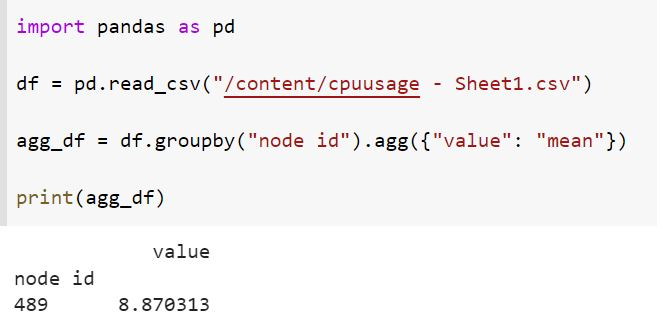 import pandas as pd
df = pd.read_csv("/content/cpuusage - Sheet1.csv")
agg_df = df.groupby("node id").agg({"value": "mean"})
print(agg_df)
value
node id
489 8.870313